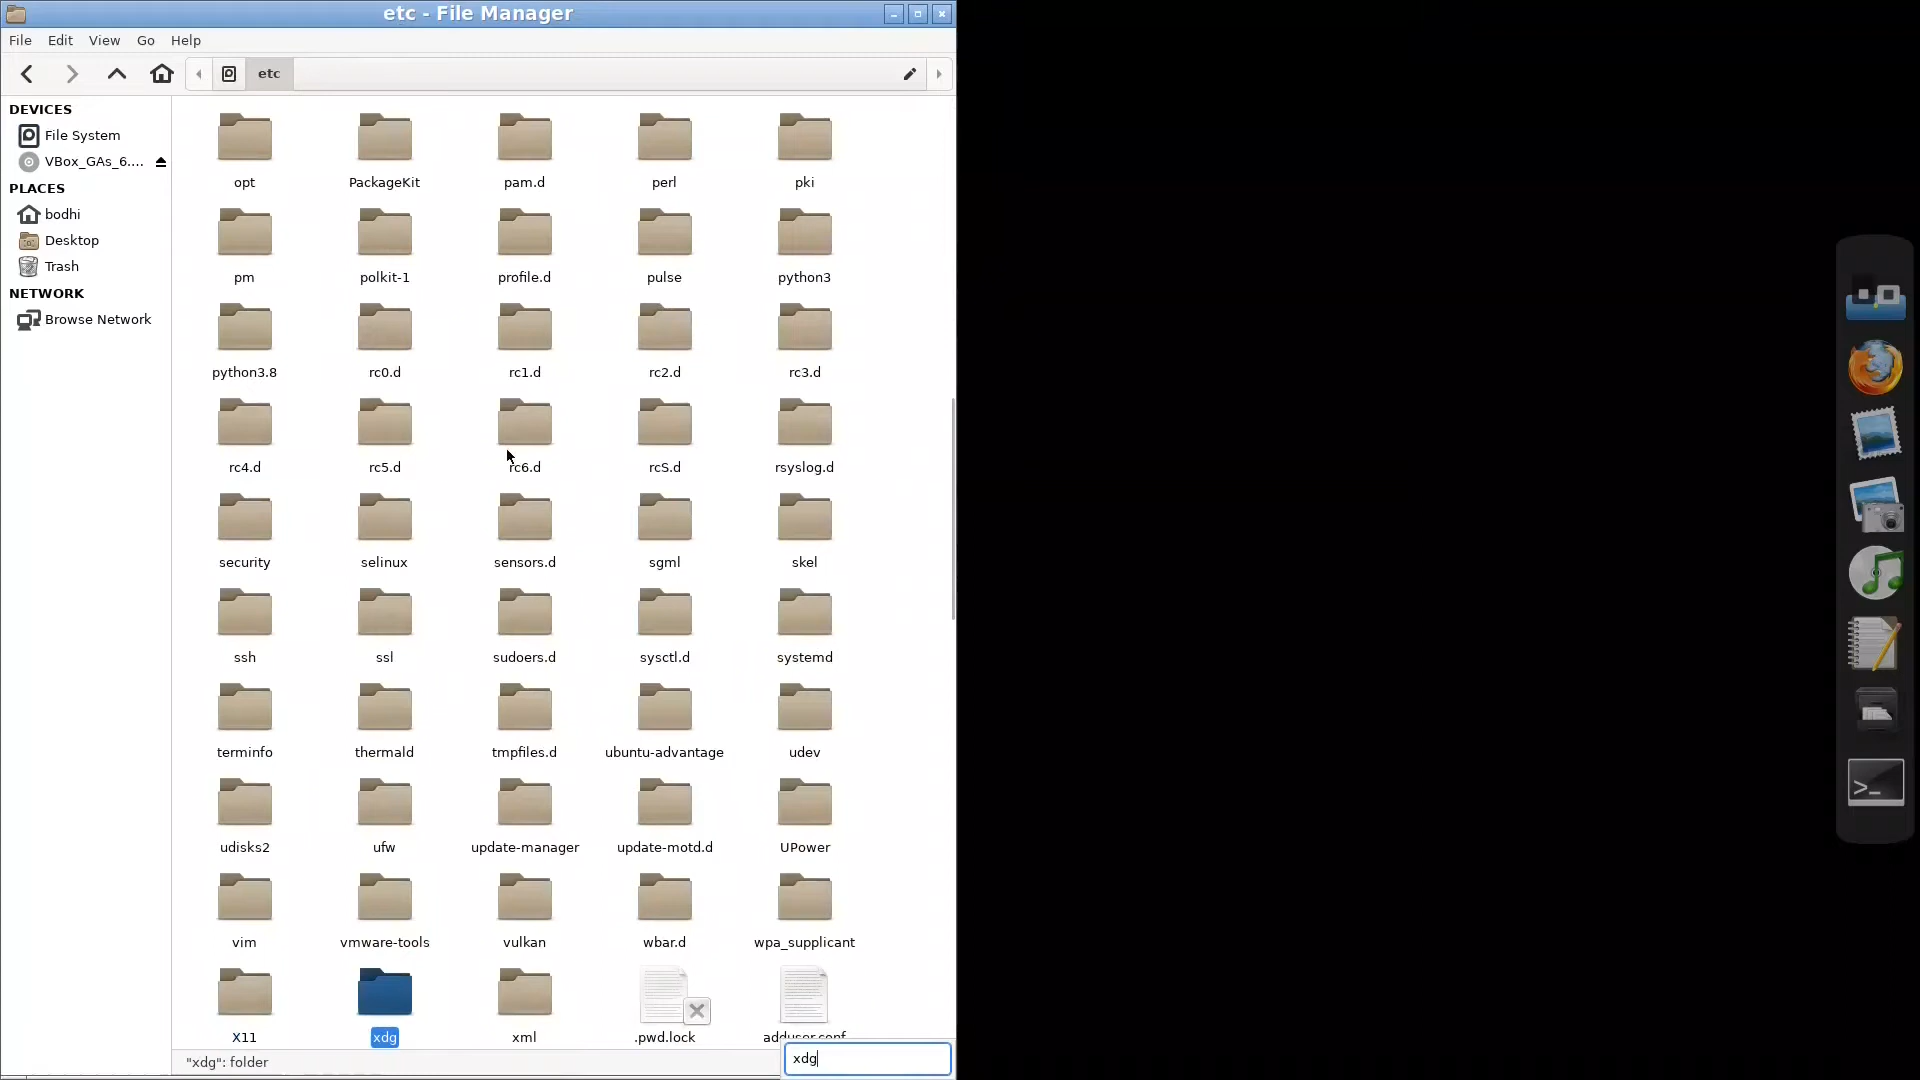 etc - File Manager
File Edit View Go Help
etc
DEVICES
File System
VBox_GAs_6....
PLACES
bodhi
Desktop
Trash
NETWORK
Browse Network
opt PackageKit pam.d perl pki
pm polkit-1 profile.d pulse python3
python3.8 rc0.d rc1.d rc2.d rc3.d
rc4.d rc5.d rc6.d rcS.d rsyslog.d
security selinux sensors.d sgml skel
ssh ssl sudoers.d sysctl.d systemd
terminfo thermald tmpfiles.d ubuntu-advantage udev
udisks2 ufw update-manager update-motd.d UPower
vim vmware-tools vulkan wbar.d wpa_supplicant
X11 xdg xml .pwd.lock adduser.conf
"xdg": folder
xdg